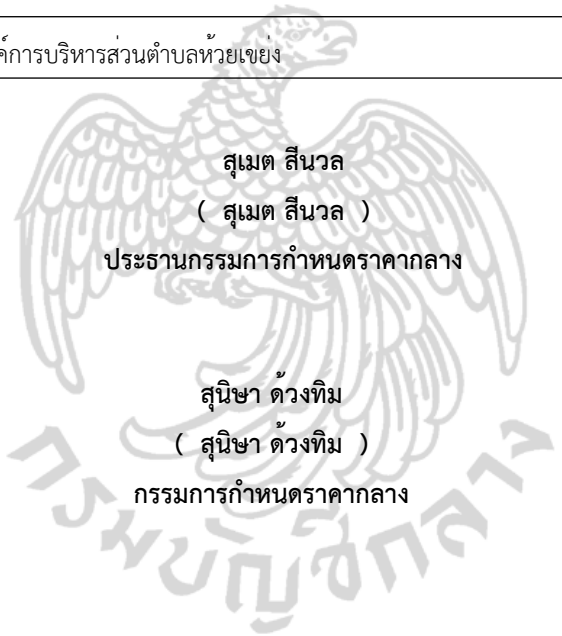 ค์การบริหารส่วนตำบลห้วยเขย่ง
สุเมต สีนวล
( สุเมต สีนวล )
ประธานกรรมการกำหนดราคากลาง
สุนิษา ด้วงทิม
( สุนิษา ด้วงทิม )
กรรมการกำหนดราคากลาง
กรมบัญชีกลาง